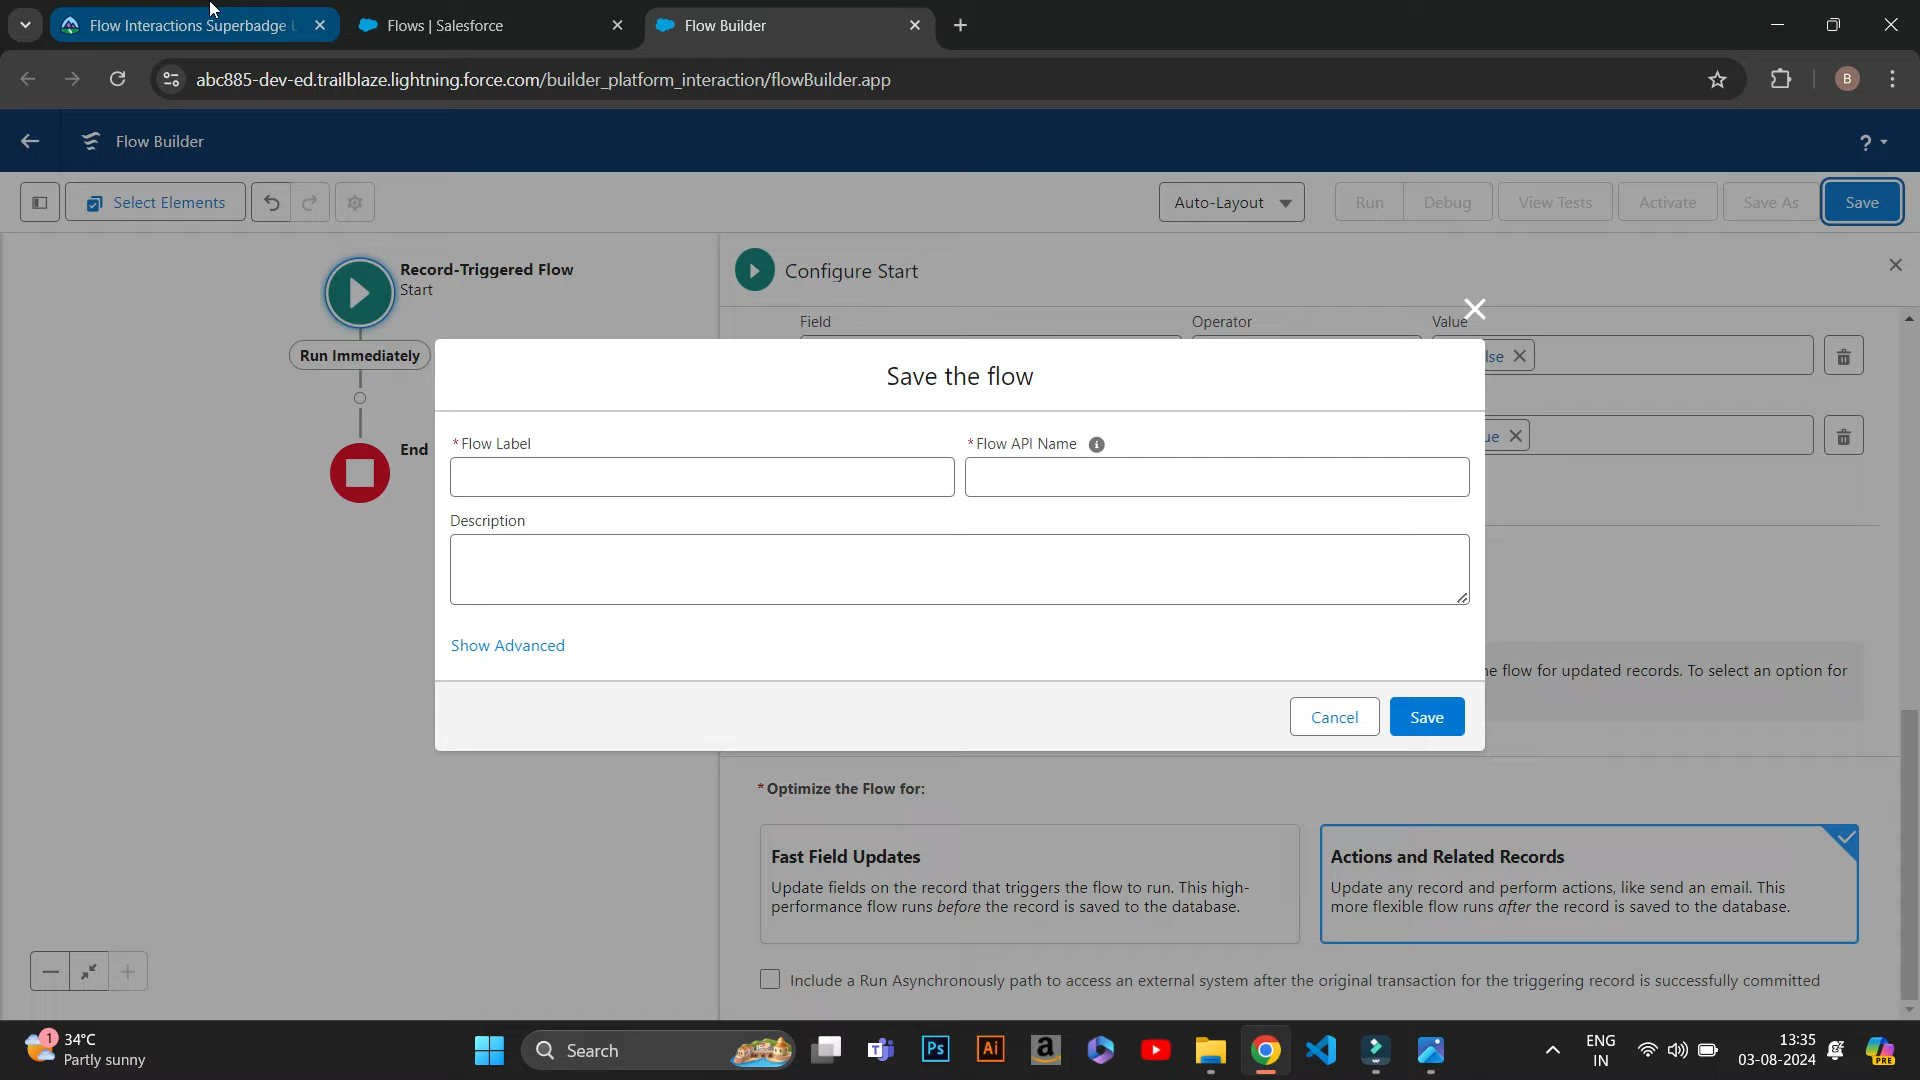 Flow Interactions Superbadge
Flows | Salesforce
Flow Builder
abc885-dev-ed.trailblaze.lightning.force.com/builder_platform_interaction/flowBuilder.app
B
Flow Builder
?
Select Elements
Auto-Layout
Run
Debug
View Tests
Activate
Save As
Save
Record-Triggered Flow
Start
Run Immediately
End
Configure Start
Field
Operator
Value
lse
ue
Save the flow
* Flow Label
* Flow API Name
Description
Show Advanced
Cancel
Save
e flow for updated records. To select an option for
* Optimize the Flow for:
Fast Field Updates
Update fields on the record that triggers the flow to run. This high-
performance flow runs before the record is saved to the database.
Actions and Related Records
Update any record and perform actions, like send an email. This
more flexible flow runs after the record is saved to the database.
Include a Run Asynchronously path to access an external system after the original transaction for the triggering record is successfully committed
1
34°C
Partly sunny
Search
Ps
Ai
a
ENG
IN
13:35
03-08-2024
PRE